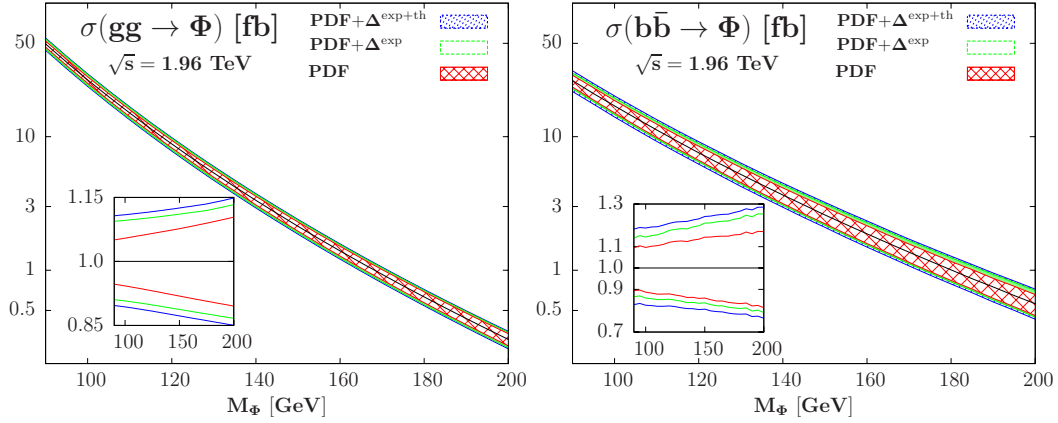 σ(gg → Φ) [fb]
√s = 1.96 TeV
PDF+Δ^exp+th
PDF+Δ^exp
PDF
50
10
3
1
0.5
1.15
1.0
0.85
100 150 200
100 120 140 160 180 200
M_Φ [GeV]
σ(bb̄ → Φ) [fb]
√s = 1.96 TeV
PDF+Δ^exp+th
PDF+Δ^exp
PDF
50
10
3
1
0.5
1.3
1.1
1.0
0.9
0.7
100 150 200
100 120 140 160 180 200
M_Φ [GeV]